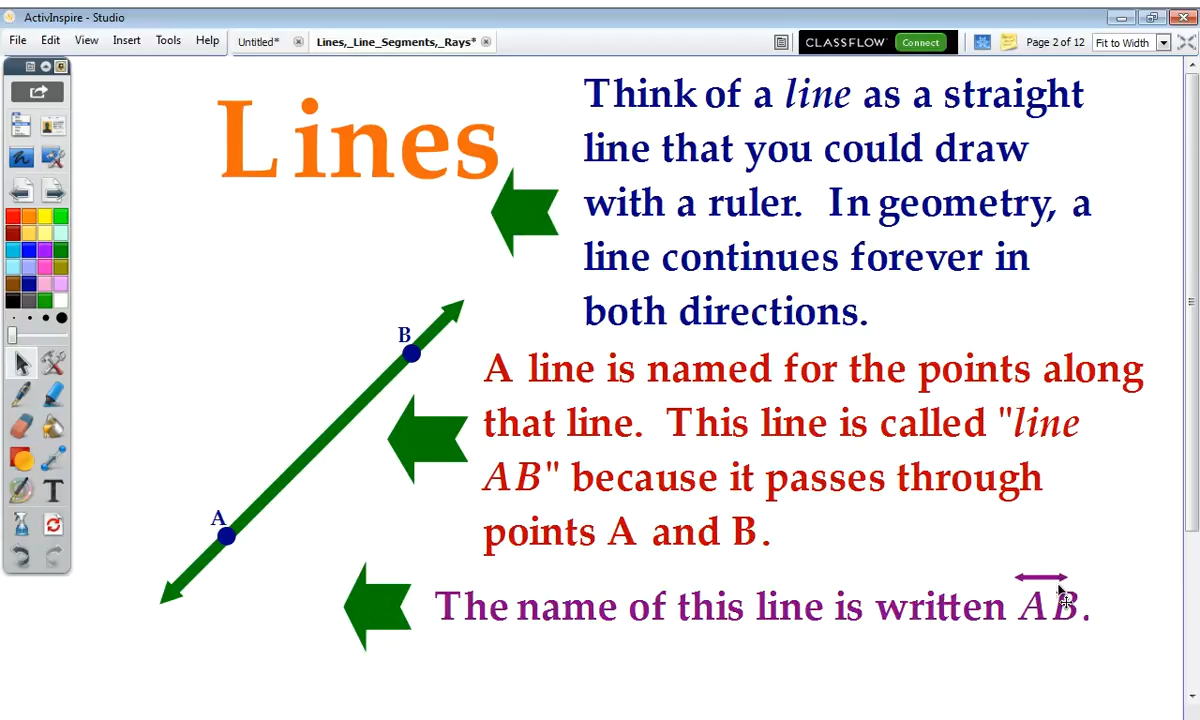 ActivInspire - Studio
File Edit View Insert Tools Help
Untitled*
Lines,_Line_Segments,_Rays*
CLASSFLOW Connect
Page 2 of 12
Fit to Width
Lines
Think of a line as a straight
line that you could draw
with a ruler. In geometry, a
line continues forever in
both directions.
B
A line is named for the points along
that line. This line is called "line
AB" because it passes through
points A and B.
A
The name of this line is written AB.
T